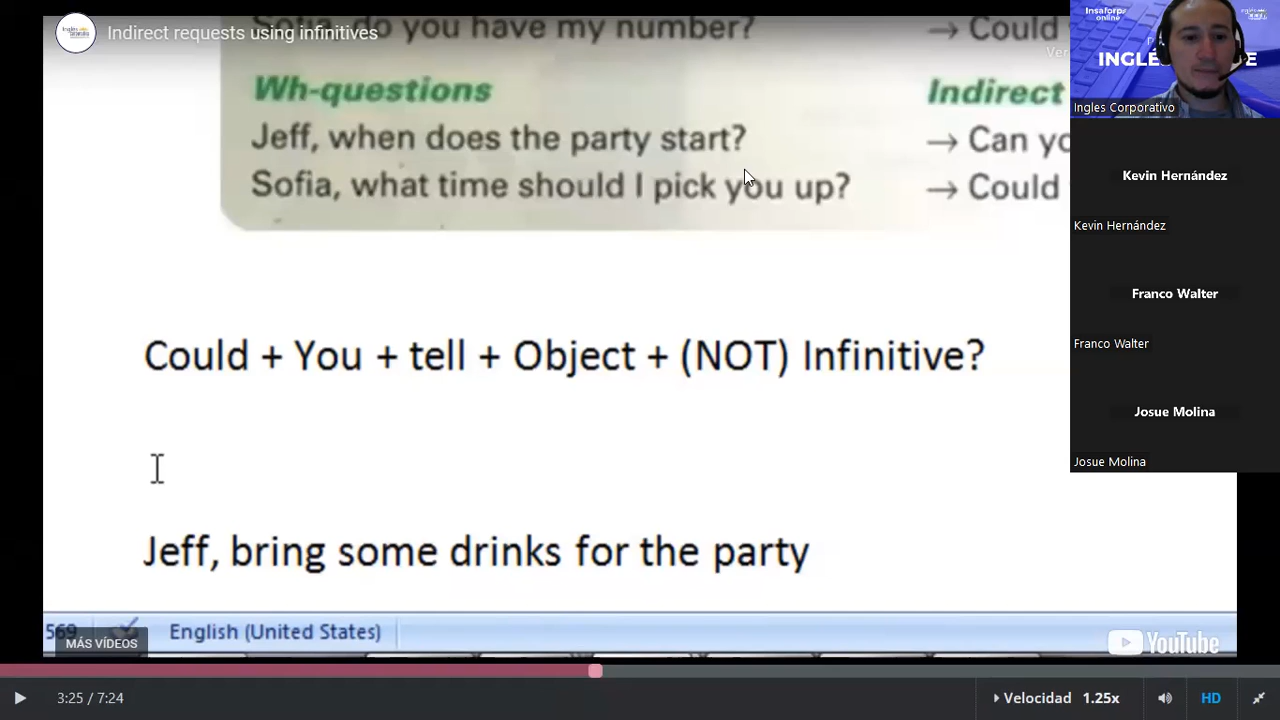 Sofia, do you have my number? → Could
Indirect requests using infinitives
Wh-questions Indirect
Jeff, when does the party start? → Can yo
Sofia, what time should I pick you up? → Could
Could + You + tell + Object + (NOT) Infinitive?
Jeff, bring some drinks for the party
569 English (United States)
MÁS VÍDEOS
YouTube
3:25 / 7:24
Velocidad 1.25x HD
Insaforp
online
INGLÉ E
Ingles Corporativo
Kevin Hernández
Kevin Hernández
Franco Walter
Franco Walter
Josue Molina
Josue Molina